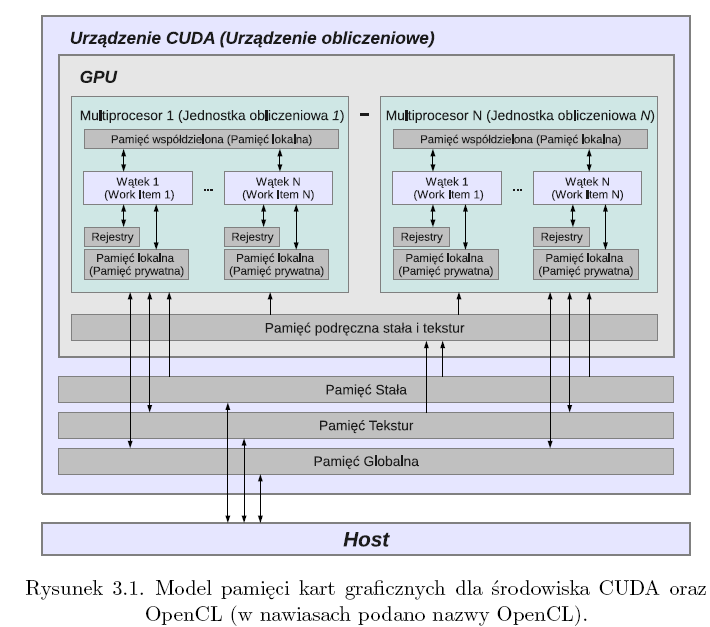 Urządzenie CUDA (Urządzenie obliczeniowe)
GPU
Multiprocesor 1 (Jednostka obliczeniowa 1)
Pamięć współdzielona (Pamięć lokalna)
Wątek 1
(Work Item 1)
...
Wątek N
(Work Item N)
Rejestry
Rejestry
Pamięć lokalna
(Pamięć prywatna)
Pamięć lokalna
(Pamięć prywatna)
Multiprocesor N (Jednostka obliczeniowa N)
Pamięć współdzielona (Pamięć lokalna)
Wątek 1
(Work Item 1)
...
Wątek N
(Work Item N)
Rejestry
Rejestry
Pamięć lokalna
(Pamięć prywatna)
Pamięć lokalna
(Pamięć prywatna)
Pamięć podręczna stała i tekstur
Pamięć Stała
Pamięć Tekstur
Pamięć Globalna
Host
Rysunek 3.1. Model pamięci kart graficznych dla środowiska CUDA oraz
OpenCL (w nawiasach podano nazwy OpenCL).